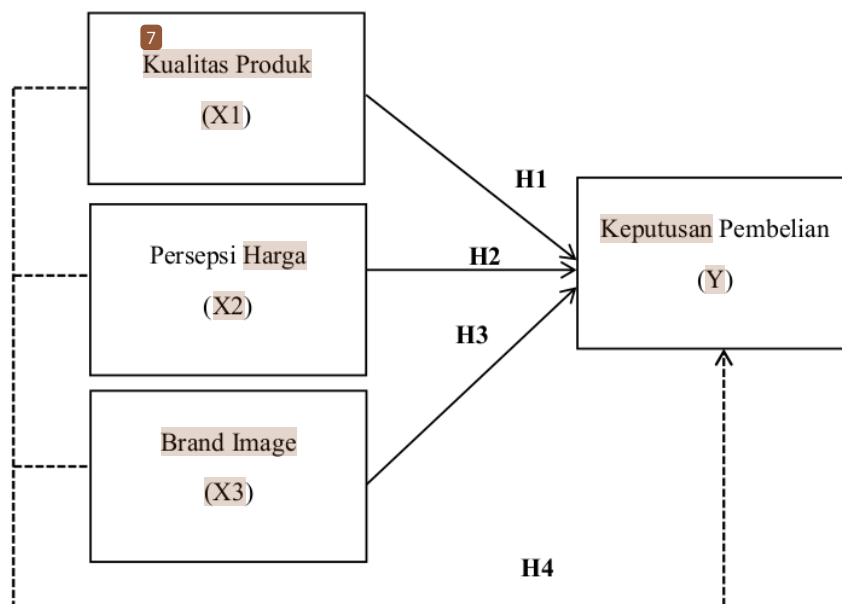 7
Kualitas Produk
(X1)
H1
Keputusan Pembelian
(Y)
Persepsi Harga
(X2)
H2
H3
Brand Image
(X3)
H4